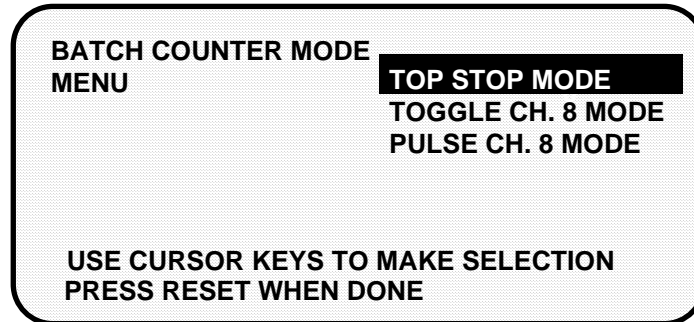 BATCH COUNTER MODE
MENU
TOP STOP MODE
TOGGLE CH. 8 MODE
PULSE CH. 8 MODE
USE CURSOR KEYS TO MAKE SELECTION
PRESS RESET WHEN DONE